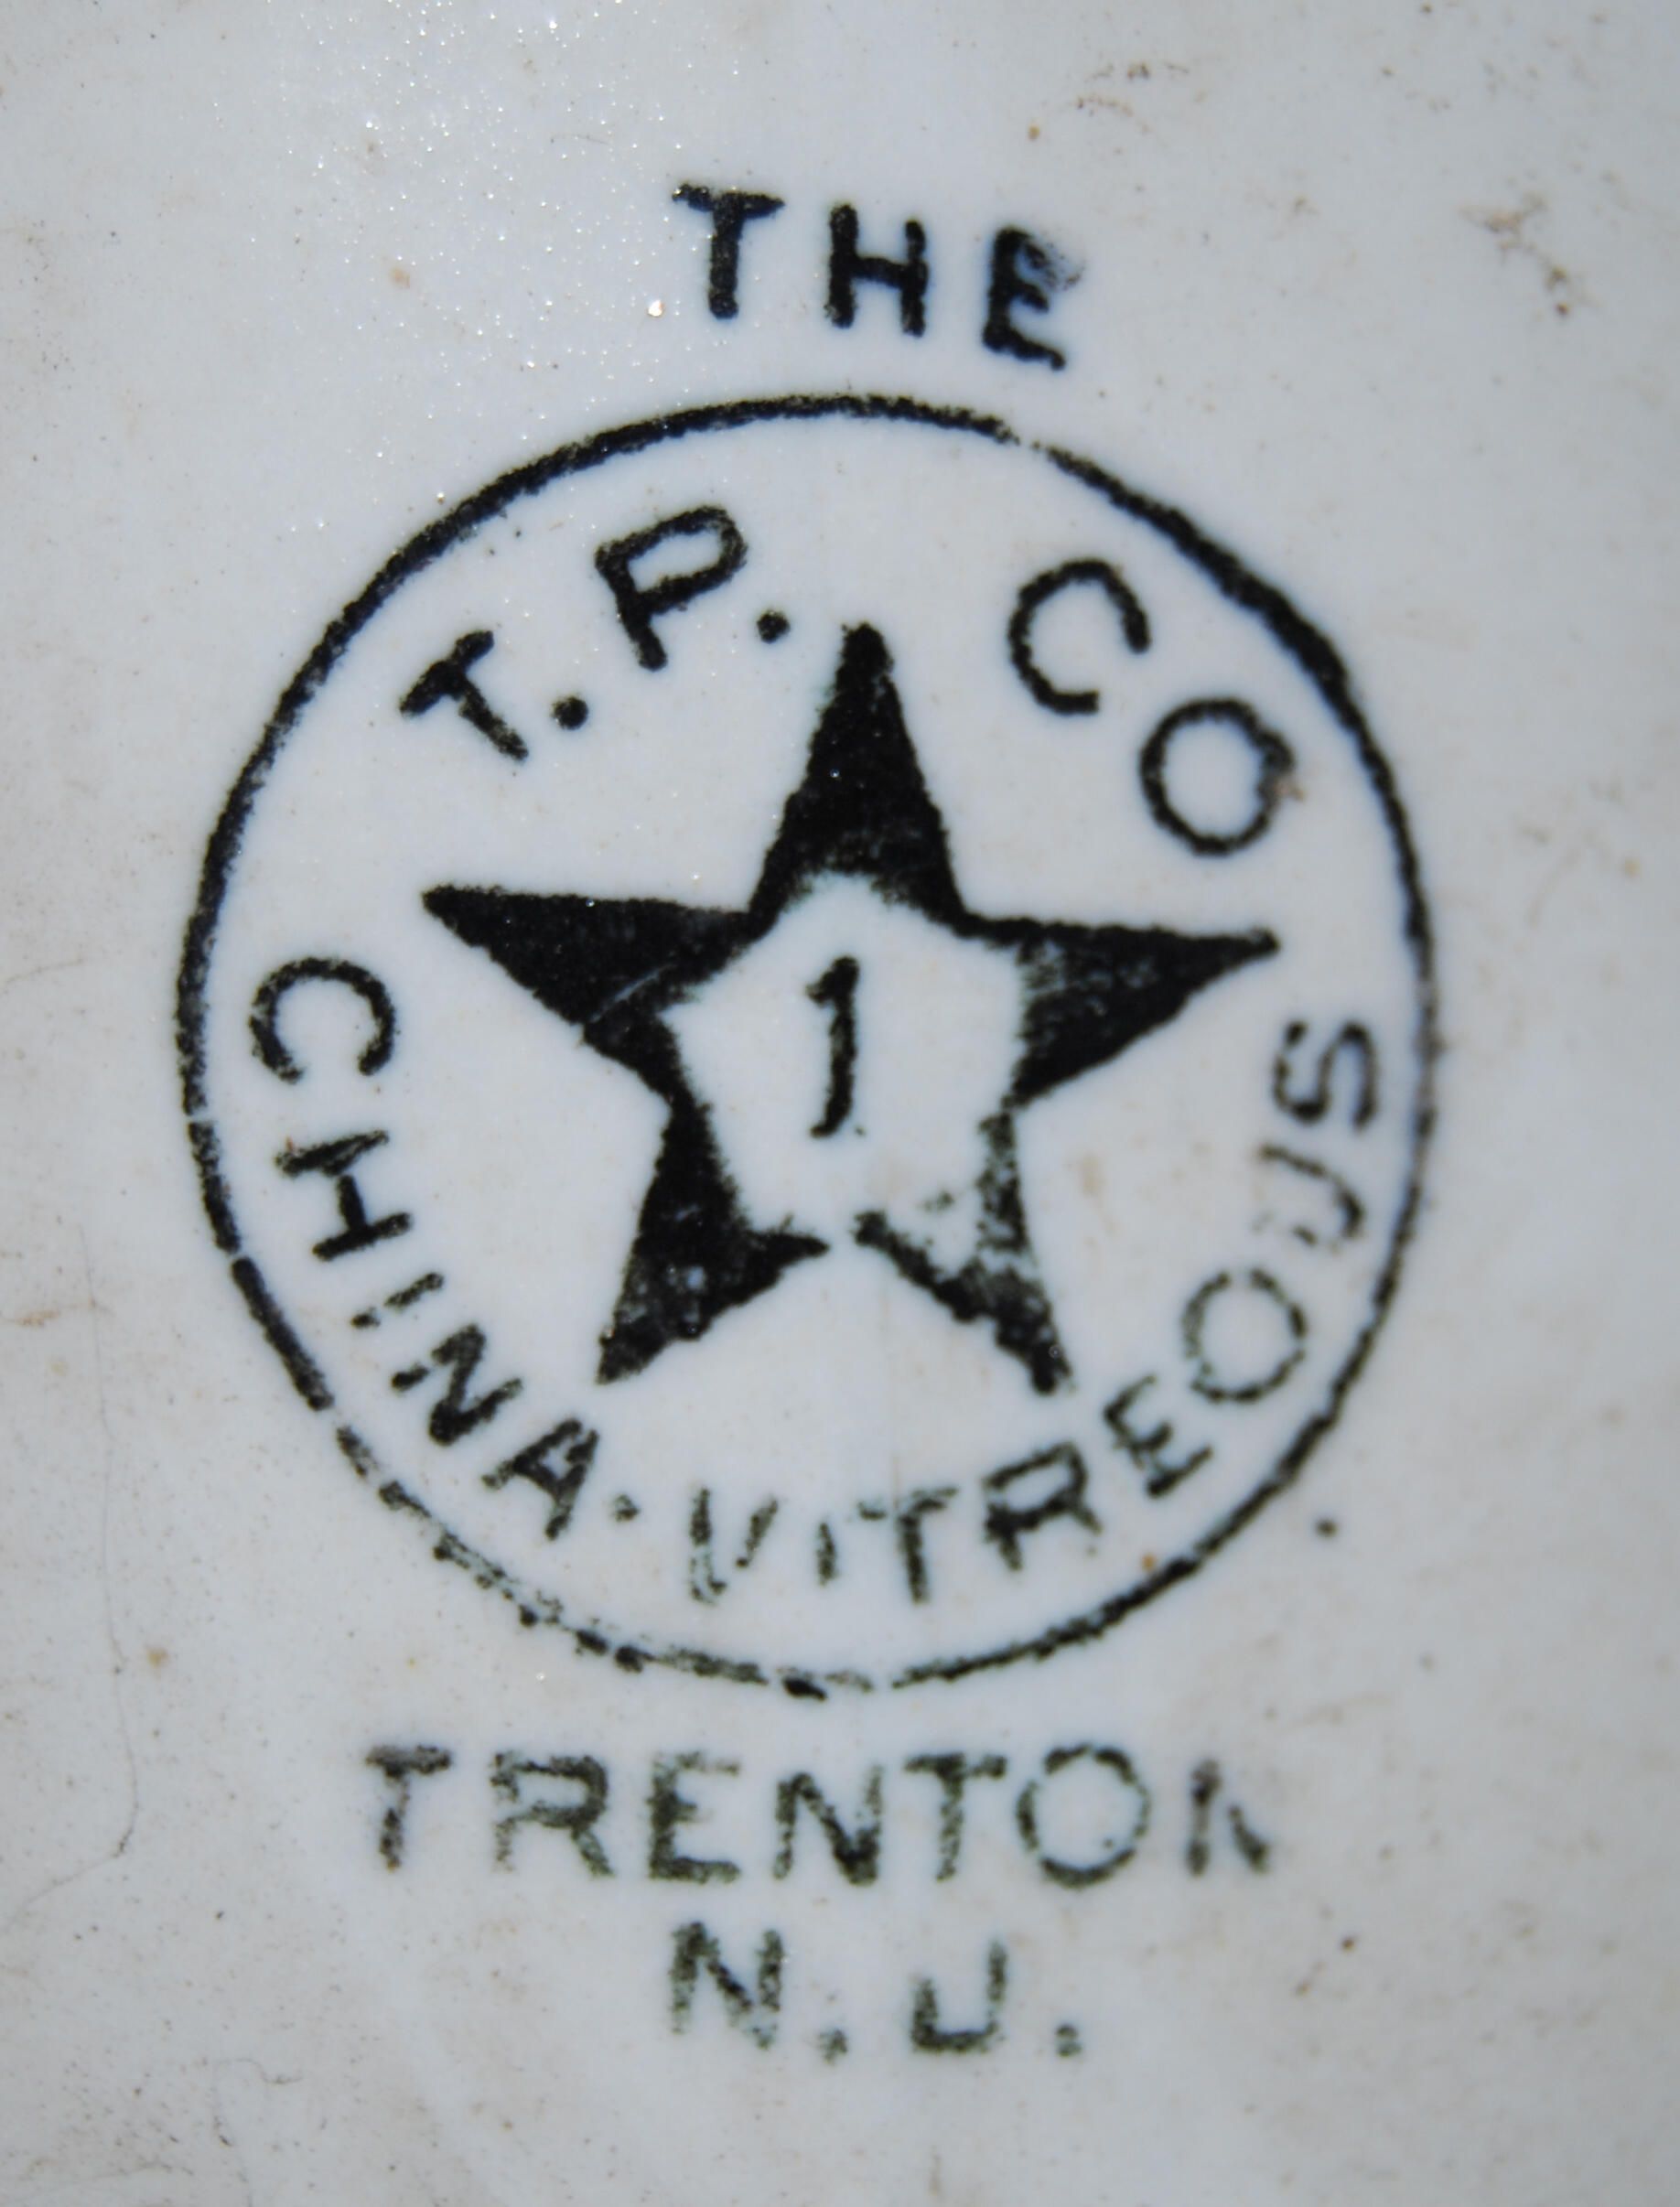 THE
T.P. CO
1
CHINA · VITREOUS
TRENTON
N.J.